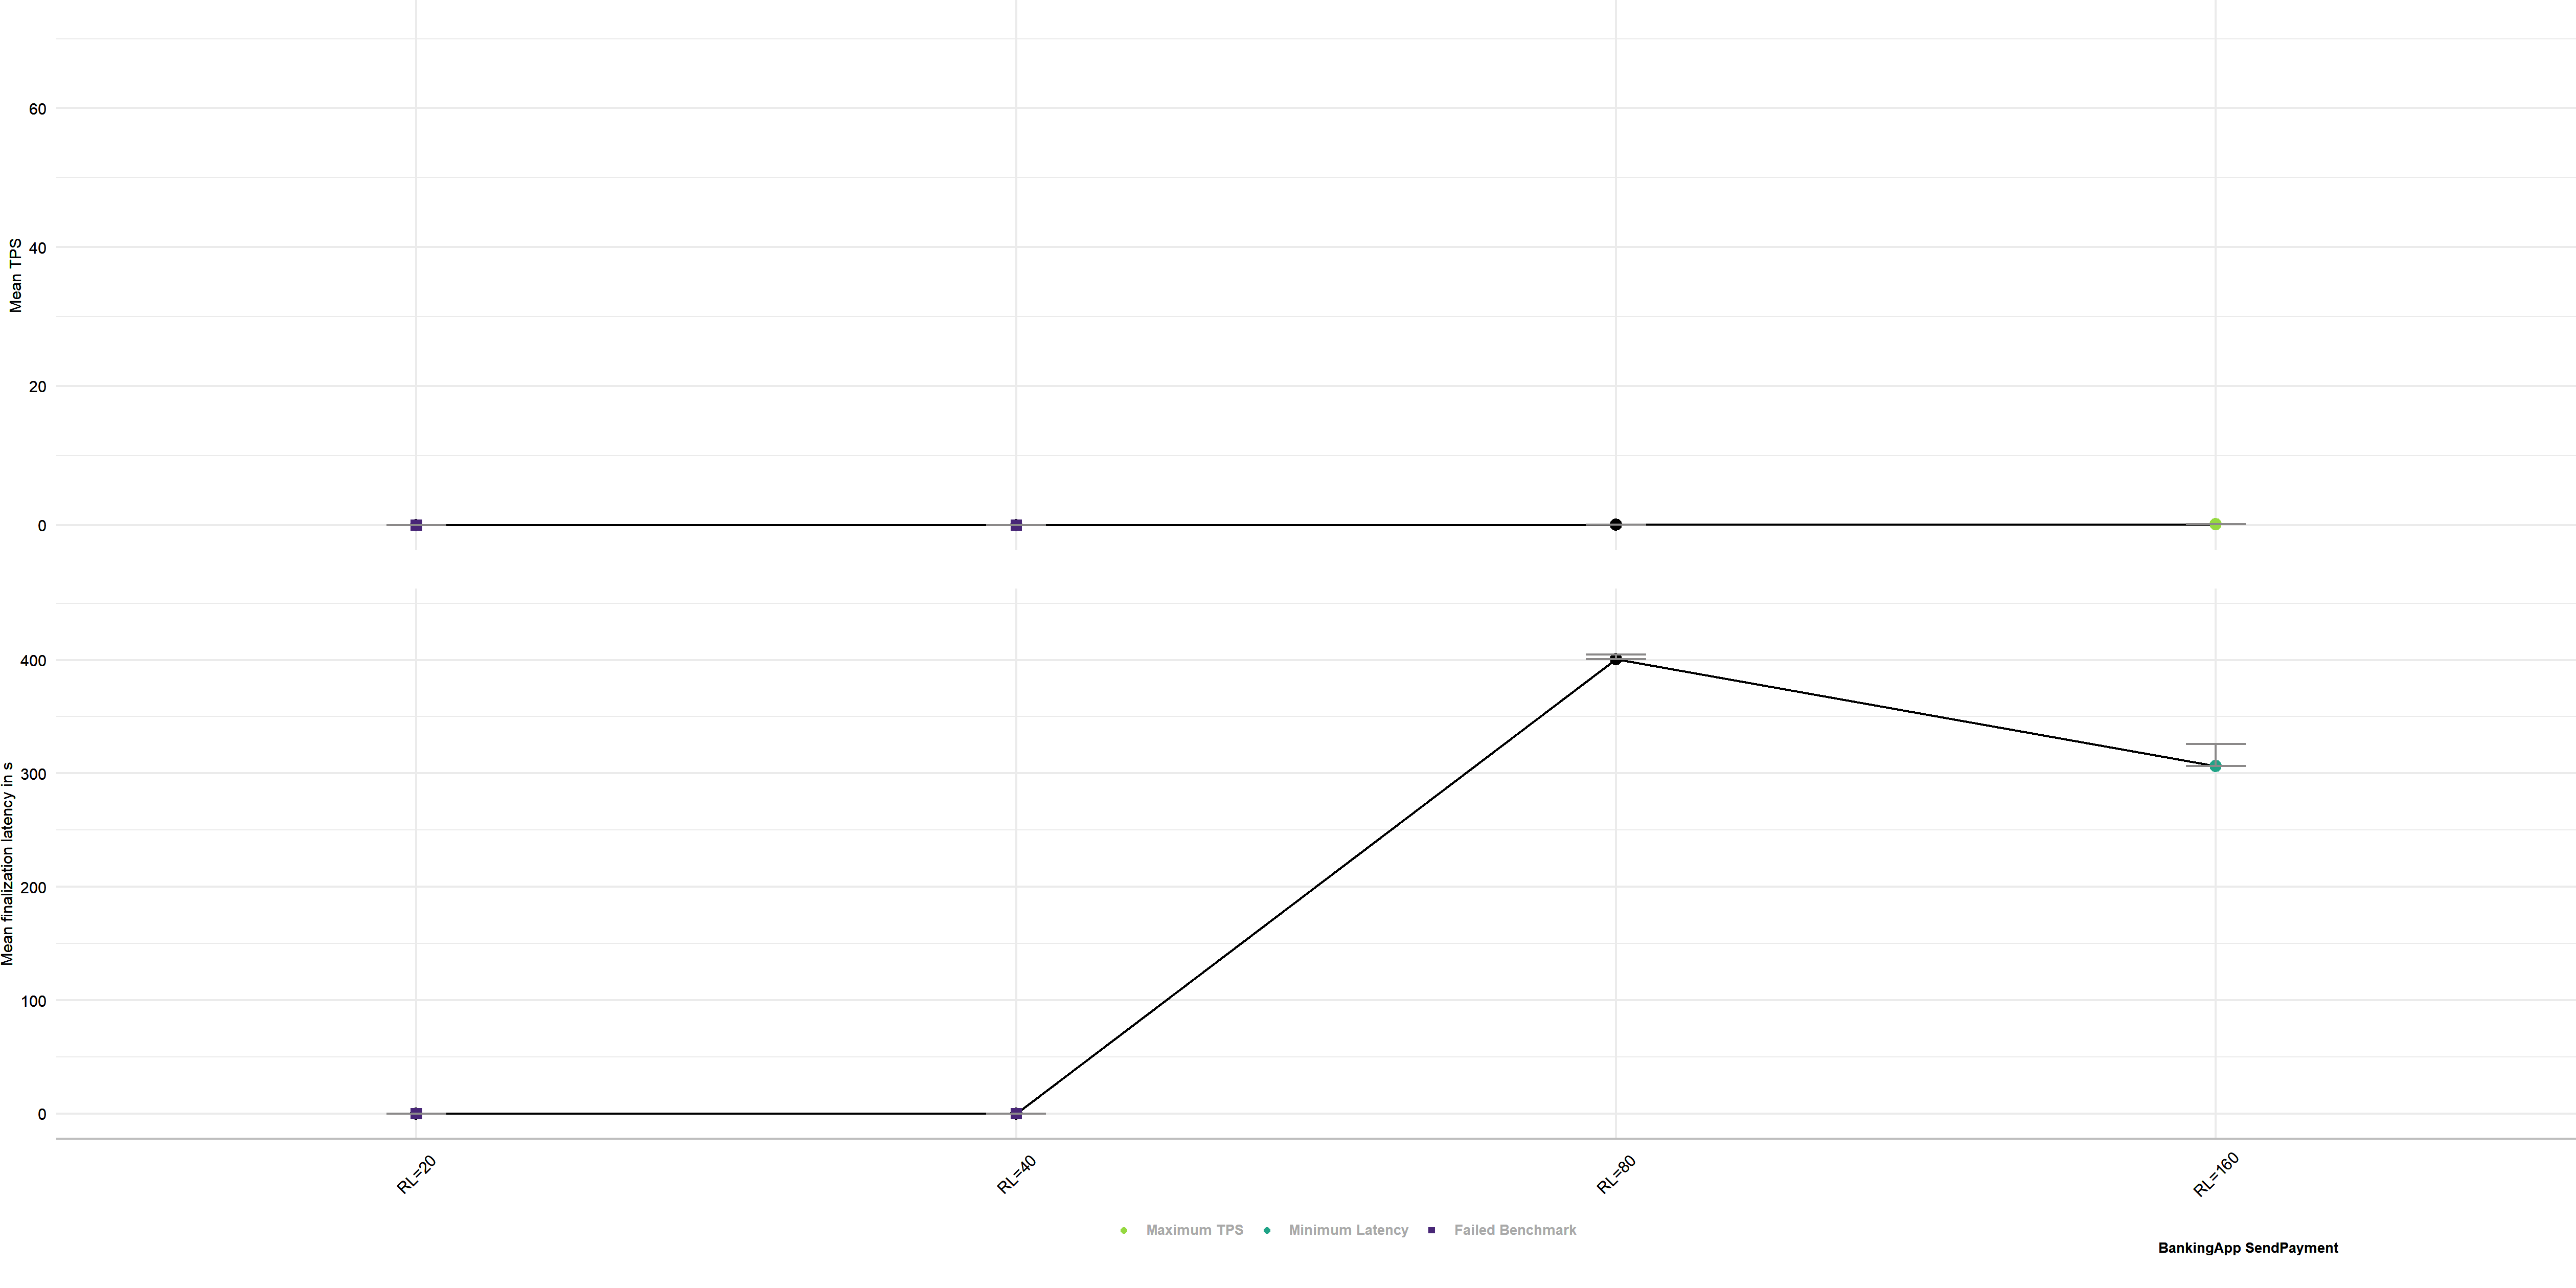 Mean TPS
60
40
20
0
Mean finalization latency in s
400
300
200
100
0
RL=20
RL=40
RL=80
RL=160
Maximum TPS
Minimum Latency
Failed Benchmark
BankingApp SendPayment